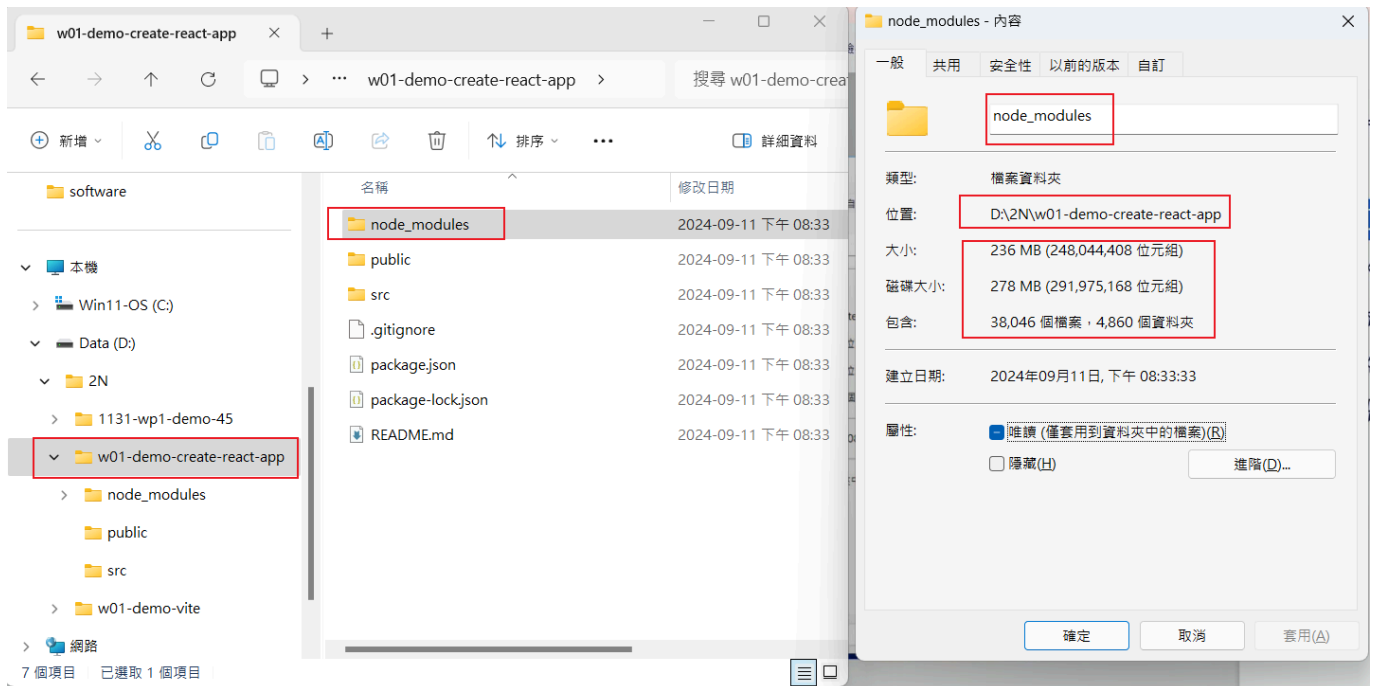 w01-demo-create-react-app
w01-demo-create-react-app
搜尋 w01-demo-crea
新增
排序
詳細資料
software
本機
Win11-OS (C:)
Data (D:)
2N
1131-wp1-demo-45
w01-demo-create-react-app
node_modules
public
src
w01-demo-vite
網路
名稱 修改日期
node_modules 2024-09-11 下午 08:33
public 2024-09-11 下午 08:33
src 2024-09-11 下午 08:33
.gitignore 2024-09-11 下午 08:33
package.json 2024-09-11 下午 08:33
package-lock.json 2024-09-11 下午 08:33
README.md 2024-09-11 下午 08:33
7 個項目 已選取 1 個項目
node_modules - 內容
一般 共用 安全性 以前的版本 自訂
node_modules
類型: 檔案資料夾
位置: D:\2N\w01-demo-create-react-app
大小: 236 MB (248,044,408 位元組)
磁碟大小: 278 MB (291,975,168 位元組)
包含: 38,046 個檔案，4,860 個資料夾
建立日期: 2024年09月11日, 下午 08:33:33
屬性: 唯讀 (僅套用到資料夾中的檔案)(R)
隱藏(H) 進階(D)...
確定 取消 套用(A)